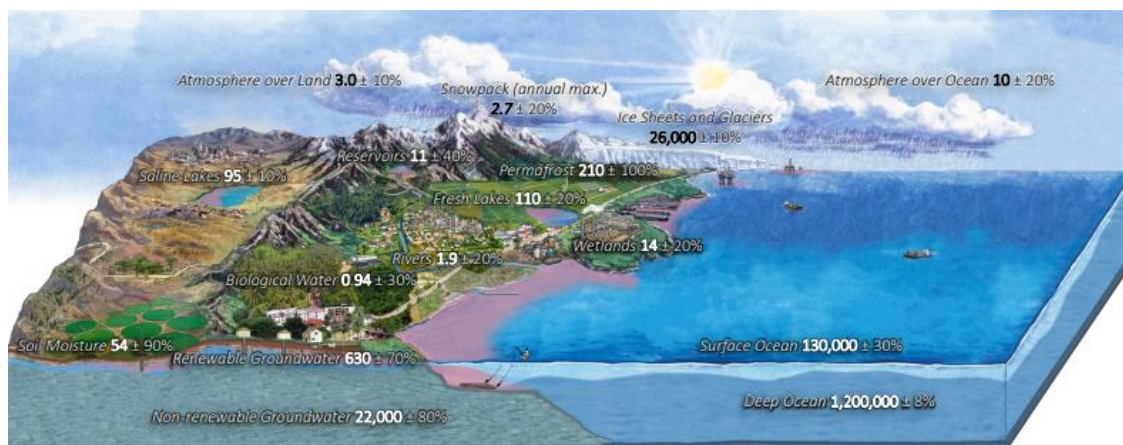 Atmosphere over Land 3.0 ± 10%
Atmosphere over Ocean 10 ± 20%
Snowpack (annual max.)
2.7 ± 20%
Ice Sheets and Glaciers
26,000 ± 10%
Reservoirs 11 ± 40%
Saline Lakes 95 ± 10%
Permafrost 210 ± 100%
Fresh Lakes 110 ± 20%
Wetlands 14 ± 20%
Rivers 1.9 ± 20%
Biological Water 0.94 ± 30%
Soil Moisture 54 ± 90%
Renewable Groundwater 630 ± 70%
Surface Ocean 130,000 ± 30%
Non-renewable Groundwater 22,000 ± 80%
Deep Ocean 1,200,000 ± 8%